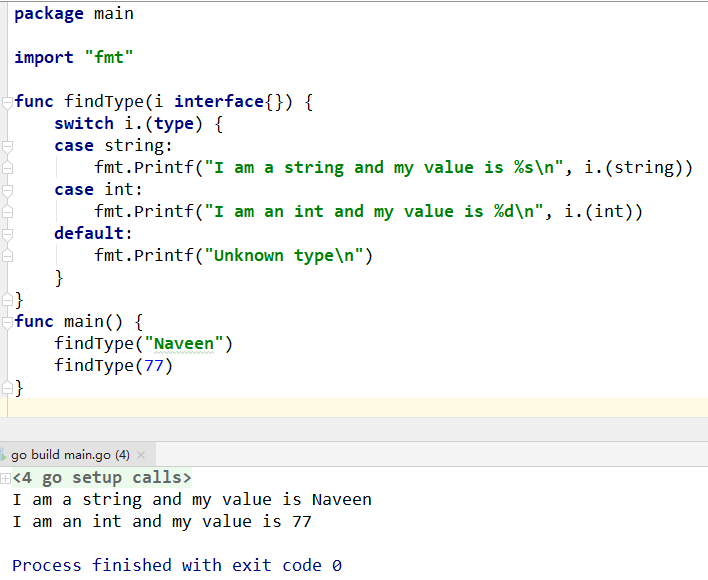 package main

import "fmt"

func findType(i interface{}) {
    switch i.(type) {
    case string:
        fmt.Printf("I am a string and my value is %s\n", i.(string))
    case int:
        fmt.Printf("I am an int and my value is %d\n", i.(int))
    default:
        fmt.Printf("Unknown type\n")
    }
}
func main() {
    findType("Naveen")
    findType(77)
}
go build main.go (4) ×
<4 go setup calls>
I am a string and my value is Naveen
I am an int and my value is 77

Process finished with exit code 0